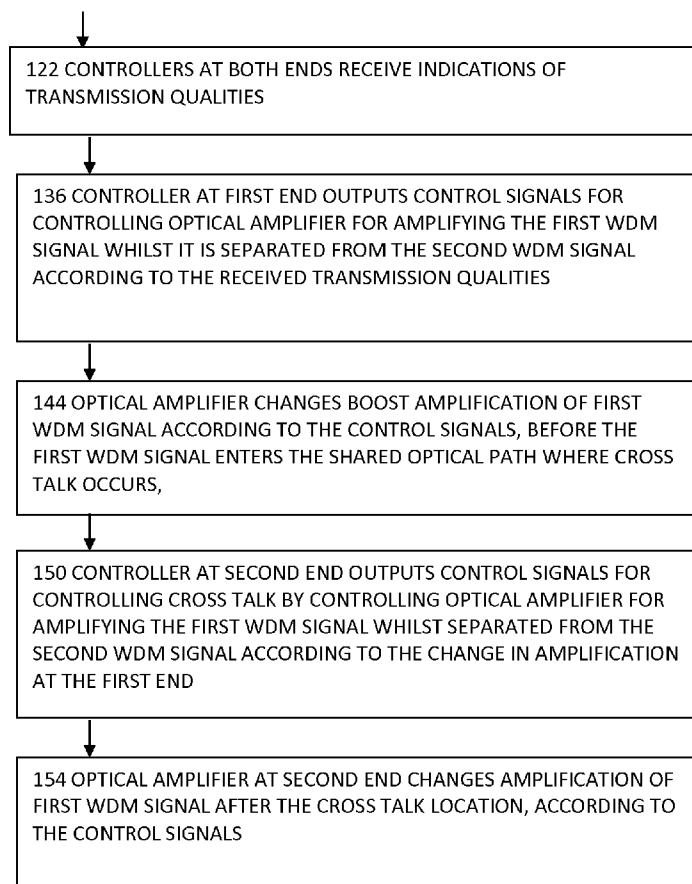 122 CONTROLLERS AT BOTH ENDS RECEIVE INDICATIONS OF
TRANSMISSION QUALITIES
136 CONTROLLER AT FIRST END OUTPUTS CONTROL SIGNALS FOR
CONTROLLING OPTICAL AMPLIFIER FOR AMPLIFYING THE FIRST WDM
SIGNAL WHILST IT IS SEPARATED FROM THE SECOND WDM SIGNAL
ACCORDING TO THE RECEIVED TRANSMISSION QUALITIES
144 OPTICAL AMPLIFIER CHANGES BOOST AMPLIFICATION OF FIRST
WDM SIGNAL ACCORDING TO THE CONTROL SIGNALS, BEFORE THE
FIRST WDM SIGNAL ENTERS THE SHARED OPTICAL PATH WHERE CROSS
TALK OCCURS,
150 CONTROLLER AT SECOND END OUTPUTS CONTROL SIGNALS FOR
CONTROLLING CROSS TALK BY CONTROLLING OPTICAL AMPLIFIER FOR
AMPLIFYING THE FIRST WDM SIGNAL WHILST SEPARATED FROM THE
SECOND WDM SIGNAL ACCORDING TO THE CHANGE IN AMPLIFICATION
AT THE FIRST END
154 OPTICAL AMPLIFIER AT SECOND END CHANGES AMPLIFICATION OF
FIRST WDM SIGNAL AFTER THE CROSS TALK LOCATION, ACCORDING TO
THE CONTROL SIGNALS